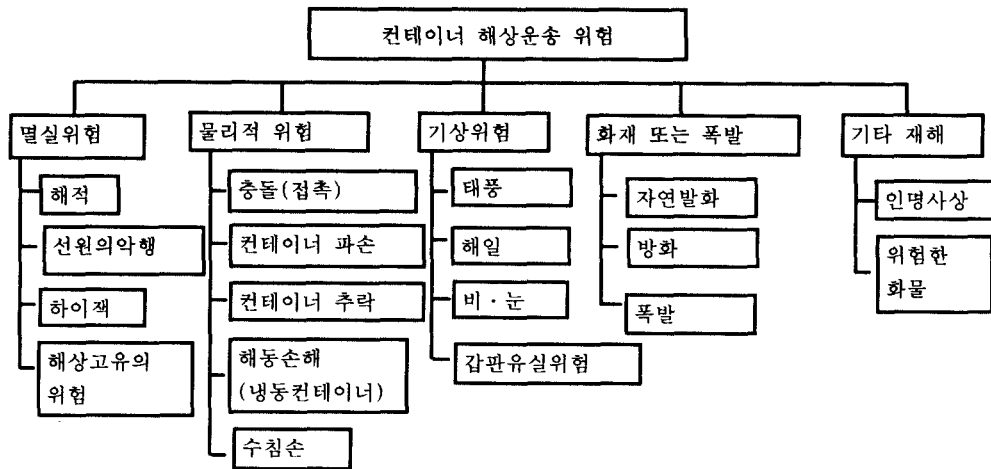 컨테이너 해상운송 위험
멸실위험
해적
선원의악행
하이잭
해상고유의
위험
물리적 위험
충돌(접촉)
컨테이너 파손
컨테이너 추락
해동손해
(냉동컨테이너)
수침손
기상위험
태풍
해일
비·눈
갑판유실위험
화재 또는 폭발
자연발화
방화
폭발
기타 재해
인명사상
위험한
화물